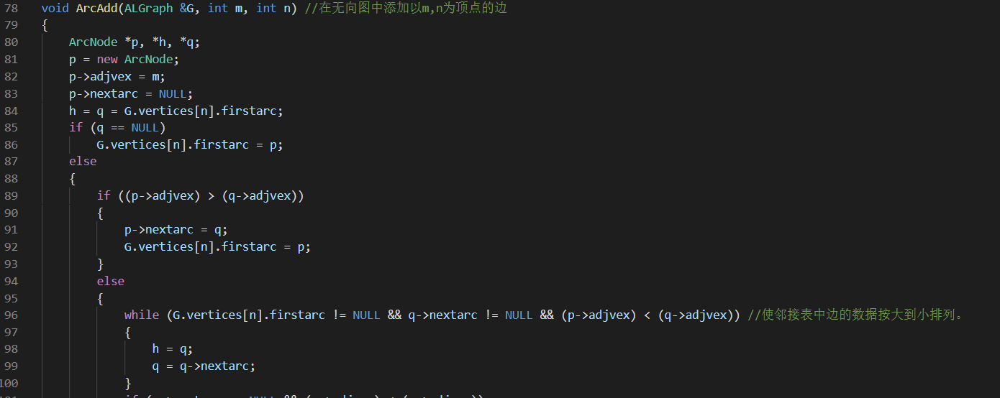 78 void ArcAdd(ALGraph &G, int m, int n) //在无向图中添加以m,n为顶点的边
79 {
80 ArcNode *p, *h, *q;
81 p = new ArcNode;
82 p->adjvex = m;
83 p->nextarc = NULL;
84 h = q = G.vertices[n].firstarc;
85 if (q == NULL)
86 G.vertices[n].firstarc = p;
87 else
88 {
89 if ((p->adjvex) > (q->adjvex))
90 {
91 p->nextarc = q;
92 G.vertices[n].firstarc = p;
93 }
94 else
95 {
96 while (G.vertices[n].firstarc != NULL && q->nextarc != NULL && (p->adjvex) < (q->adjvex)) //使邻接表中边的数据按大到小排列。
97 {
98 h = q;
99 q = q->nextarc;
100 }